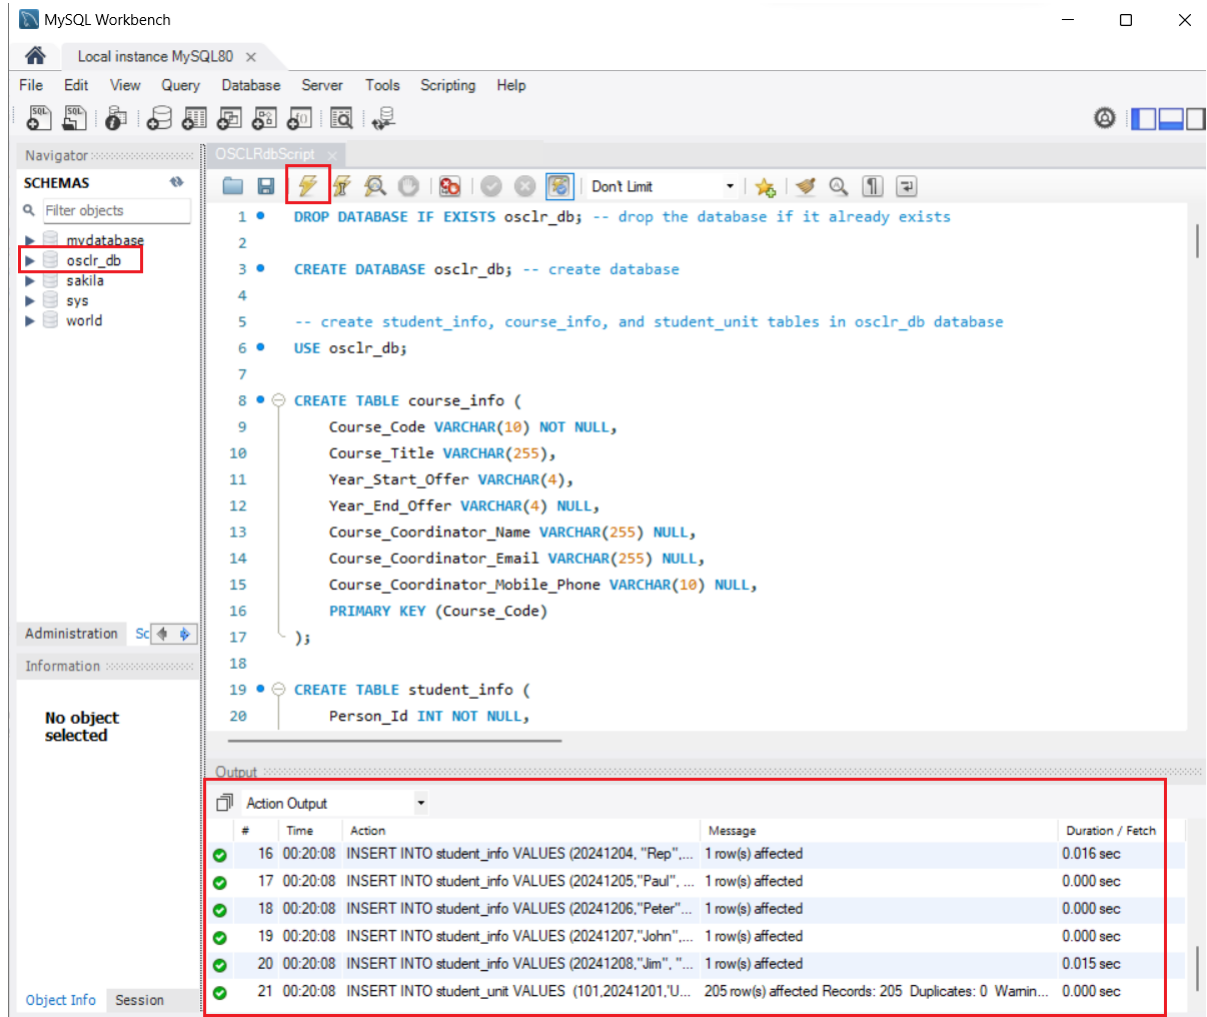 MySQL Workbench
Local instance MySQL80
File Edit View Query Database Server Tools Scripting Help
Navigator
SCHEMAS
Filter objects
mydatabase
osclr_db
sakila
sys
world
Administration Sc
Information
No object
selected
Object Info Session
OSCLRdbScript
Don't Limit
1 DROP DATABASE IF EXISTS osclr_db; -- drop the database if it already exists
2
3 CREATE DATABASE osclr_db; -- create database
4
5 -- create student_info, course_info, and student_unit tables in osclr_db database
6 USE osclr_db;
7
8 CREATE TABLE course_info (
9 Course_Code VARCHAR(10) NOT NULL,
10 Course_Title VARCHAR(255),
11 Year_Start_Offer VARCHAR(4),
12 Year_End_Offer VARCHAR(4) NULL,
13 Course_Coordinator_Name VARCHAR(255) NULL,
14 Course_Coordinator_Email VARCHAR(255) NULL,
15 Course_Coordinator_Mobile_Phone VARCHAR(10) NULL,
16 PRIMARY KEY (Course_Code)
17 );
18
19 CREATE TABLE student_info (
20 Person_Id INT NOT NULL,
Output
Action Output
# Time Action Message Duration / Fetch
16 00:20:08 INSERT INTO student_info VALUES (20241204, "Rep",... 1 row(s) affected 0.016 sec
17 00:20:08 INSERT INTO student_info VALUES (20241205,"Paul", ... 1 row(s) affected 0.000 sec
18 00:20:08 INSERT INTO student_info VALUES (20241206,"Peter"... 1 row(s) affected 0.000 sec
19 00:20:08 INSERT INTO student_info VALUES (20241207,"John",... 1 row(s) affected 0.000 sec
20 00:20:08 INSERT INTO student_info VALUES (20241208,"Jim", "... 1 row(s) affected 0.015 sec
21 00:20:08 INSERT INTO student_unit VALUES (101,20241201,'U... 205 row(s) affected Records: 205 Duplicates: 0 Warnin... 0.000 sec